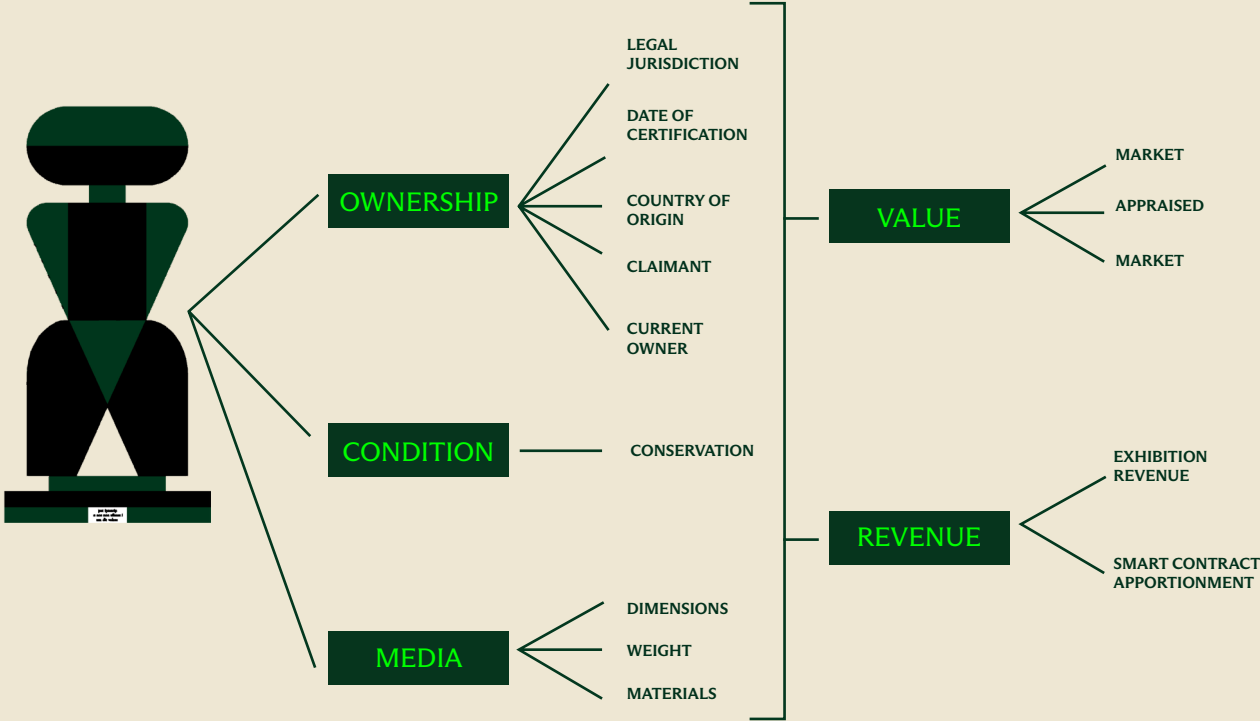 OWNERSHIP
LEGAL
JURISDICTION
DATE OF
CERTIFICATION
COUNTRY OF
ORIGIN
CLAIMANT
CURRENT
OWNER
CONDITION
CONSERVATION
MEDIA
DIMENSIONS
WEIGHT
MATERIALS
VALUE
MARKET
APPRAISED
MARKET
REVENUE
EXHIBITION
REVENUE
SMART CONTRACT
APPORTIONMENT